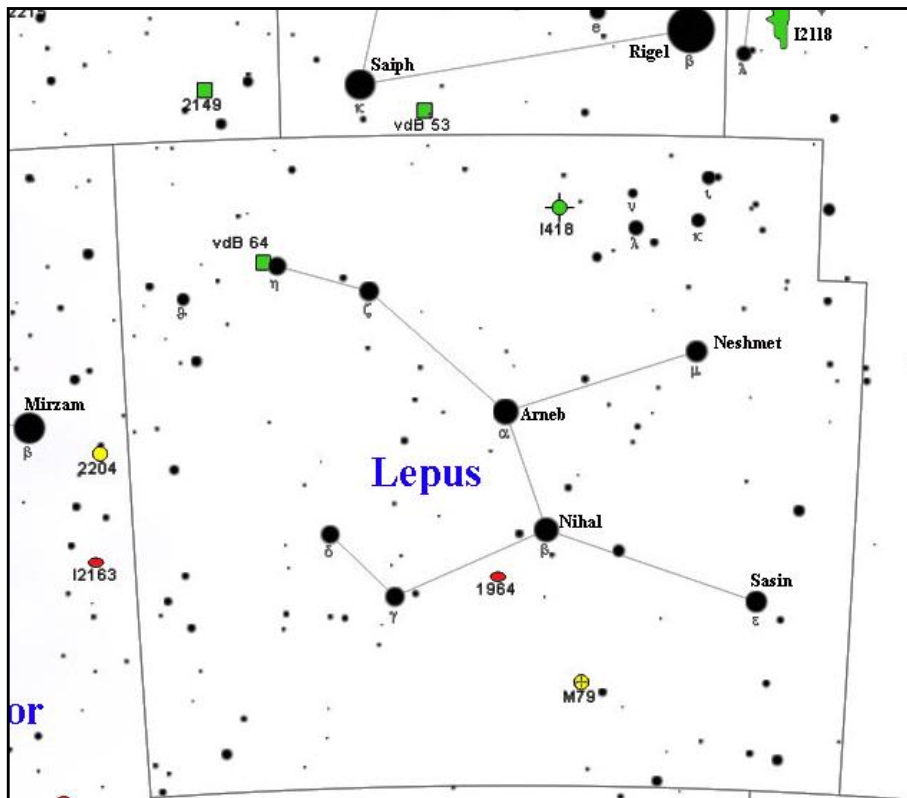 2215
e
I2118
Rigel
β
λ
Saiph
κ
2149
vdB 53
ι
ν
I418
κ
λ
vdB 64
η
ϑ
ζ
Neshmet
μ
Mirzam
Arneb
α
β
2204
Lepus
Nihal
δ
β
I2163
1964
Sasin
γ
ε
M79
or